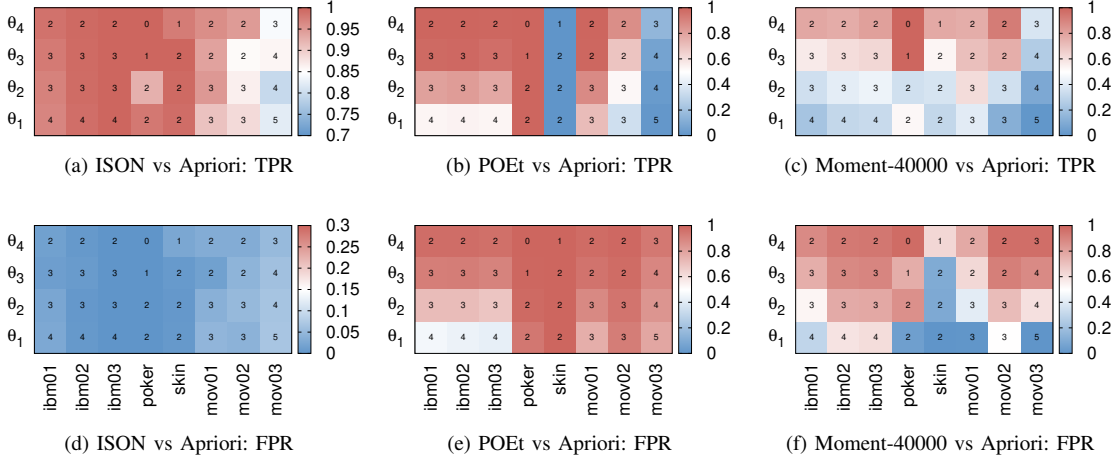 θ4 2 2 2 0 1 2 2 3 1
θ3 3 3 3 1 2 2 2 4 0.95 0.9
θ2 3 3 3 2 2 3 3 4 0.85 0.8
θ1 4 4 4 2 2 3 3 5 0.75 0.7
(a) ISON vs Apriori: TPR
θ4 2 2 2 0 1 2 2 3 1
θ3 3 3 3 1 2 2 2 4 0.8 0.6
θ2 3 3 3 2 2 3 3 4 0.4
θ1 4 4 4 2 2 3 3 5 0.2 0
(b) POEt vs Apriori: TPR
θ4 2 2 2 0 1 2 2 3 1
θ3 3 3 3 1 2 2 2 4 0.8 0.6
θ2 3 3 3 2 2 3 3 4 0.4
θ1 4 4 4 2 2 3 3 5 0.2 0
(c) Moment-40000 vs Apriori: TPR
θ4 2 2 2 0 1 2 2 3 0.3
θ3 3 3 3 1 2 2 2 4 0.25 0.2
θ2 3 3 3 2 2 3 3 4 0.15 0.1
θ1 4 4 4 2 2 3 3 5 0.05 0
ibm01 ibm02 ibm03 poker skin mov01 mov02 mov03
(d) ISON vs Apriori: FPR
θ4 2 2 2 0 1 2 2 3 1
θ3 3 3 3 1 2 2 2 4 0.8 0.6
θ2 3 3 3 2 2 3 3 4 0.4
θ1 4 4 4 2 2 3 3 5 0.2 0
ibm01 ibm02 ibm03 poker skin mov01 mov02 mov03
(e) POEt vs Apriori: FPR
θ4 2 2 2 0 1 2 2 3 1
θ3 3 3 3 1 2 2 2 4 0.8 0.6
θ2 3 3 3 2 2 3 3 4 0.4
θ1 4 4 4 2 2 3 3 5 0.2 0
ibm01 ibm02 ibm03 poker skin mov01 mov02 mov03
(f) Moment-40000 vs Apriori: FPR